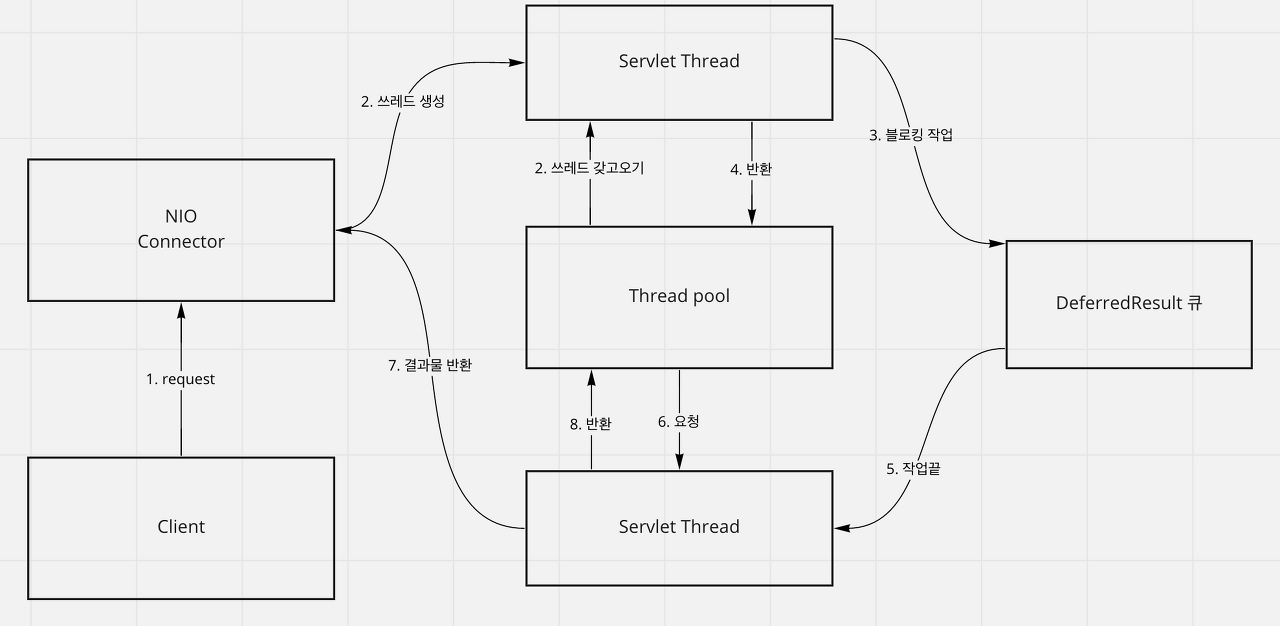 Servlet Thread
2. 쓰레드 생성
3. 블로킹 작업
2. 쓰레드 갖고오기
4. 반환
NIO
Connector
Thread pool
DeferredResult 큐
7. 결과물 반환
1. request
8. 반환
6. 요청
5. 작업끝
Client
Servlet Thread